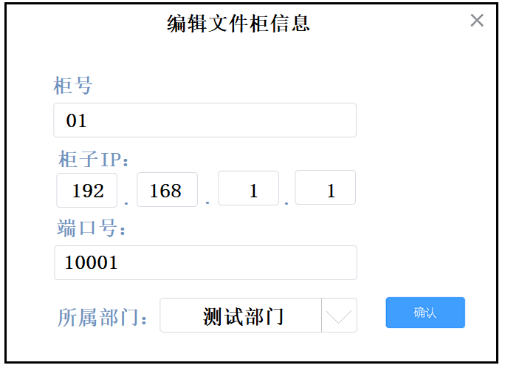 编辑文件柜信息
柜号
01
柜子IP:
192 . 168 . 1 . 1
端口号:
10001
所属部门: 测试部门 确认